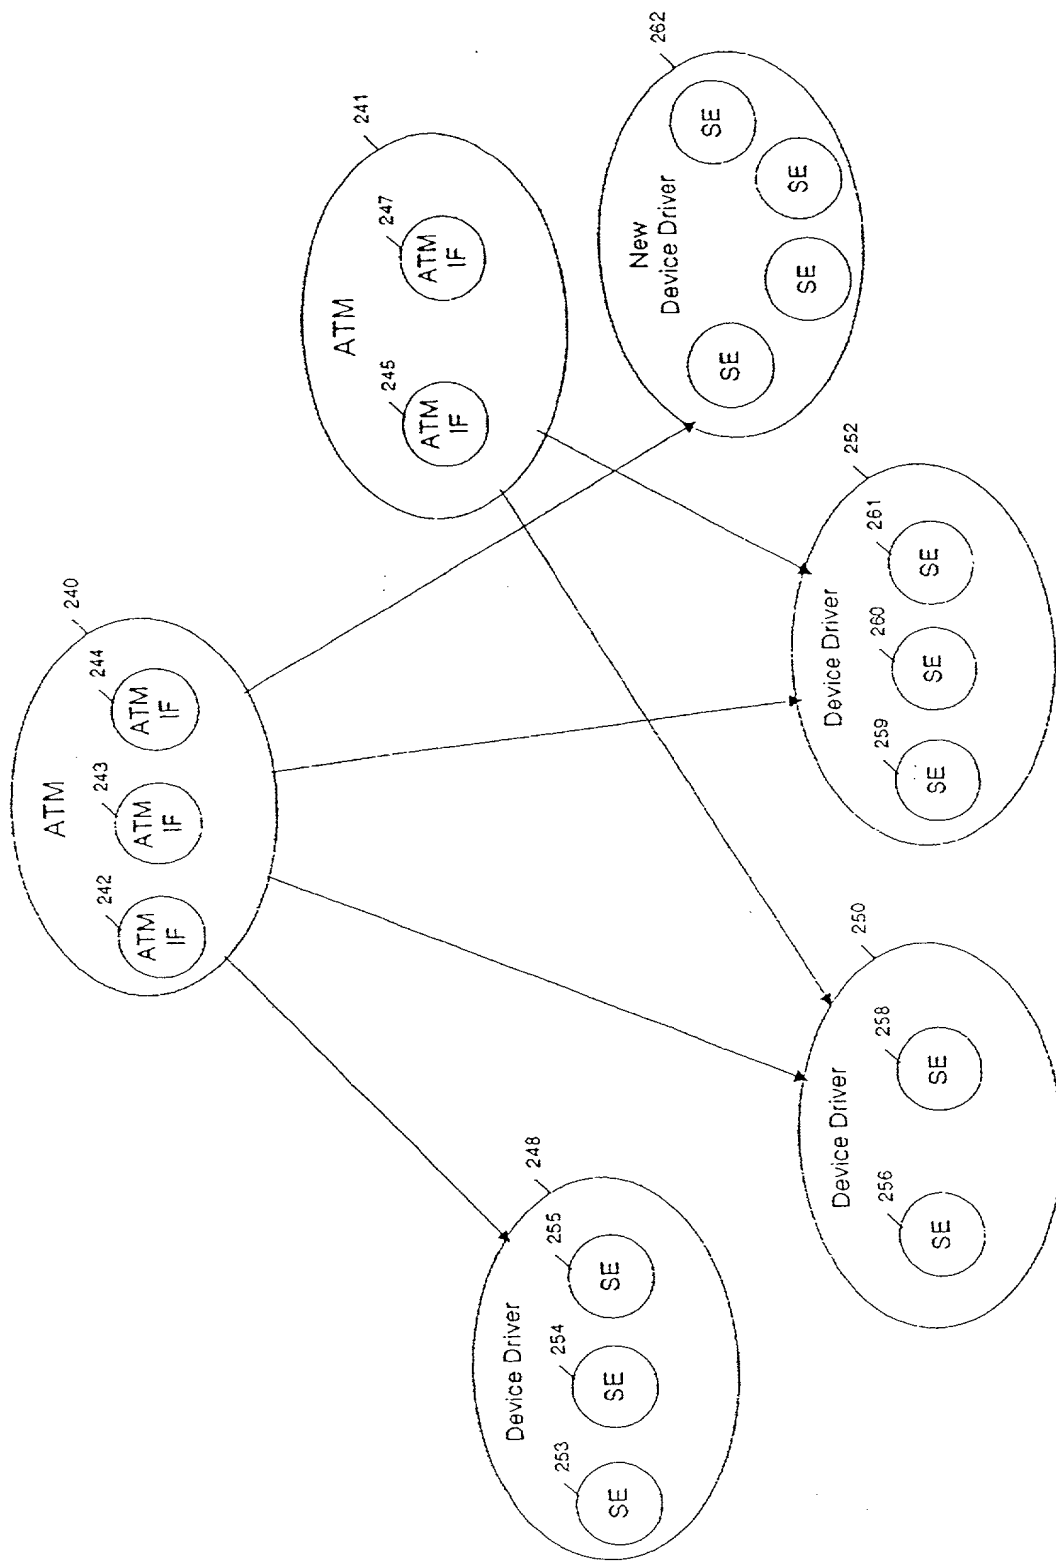 240
ATM
242
ATM
IF
243
ATM
IF
244
ATM
IF
241
ATM
245
ATM
IF
247
ATM
IF
248
Device Driver
253
SE
254
SE
255
SE
250
Device Driver
256
SE
258
SE
252
Device Driver
259
SE
260
SE
261
SE
262
New
Device Driver
SE
SE
SE
SE